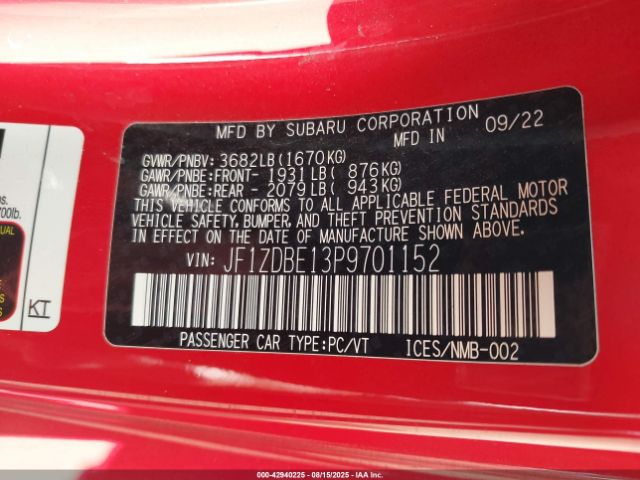 MFD BY SUBARU CORPORATION
MFD IN 09/22
GVWR/PNBV: 3682LB(1670KG)
GAWR/PNBE:FRONT- 1931LB( 876KG)
GAWR/PNBE:REAR - 2079LB( 943KG)
THIS VEHICLE CONFORMS TO ALL APPLICABLE FEDERAL MOTOR
VEHICLE SAFETY, BUMPER, AND THEFT PREVENTION STANDARDS
IN EFFECT ON THE DATE OF MANUFACTURE SHOWN ABOVE.
VIN: JF1ZDBE13P9701152
PASSENGER CAR TYPE:PC/VT ICES/NMB-002
700lb.
KT
000-42940225 - 08/15/2025 - IAA, Inc. - Copyright